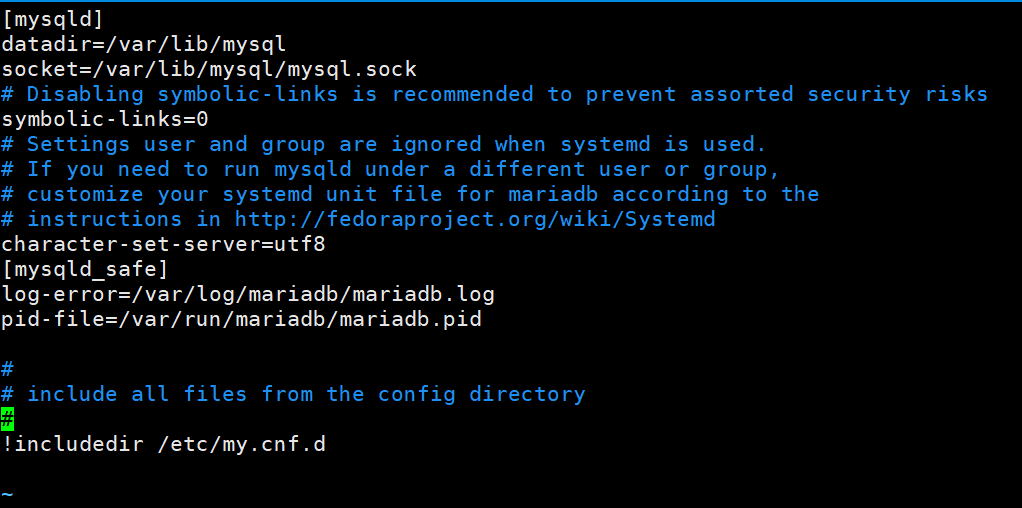 [mysqld]
datadir=/var/lib/mysql
socket=/var/lib/mysql/mysql.sock
# Disabling symbolic-links is recommended to prevent assorted security risks
symbolic-links=0
# Settings user and group are ignored when systemd is used.
# If you need to run mysqld under a different user or group,
# customize your systemd unit file for mariadb according to the
# instructions in http://fedoraproject.org/wiki/Systemd
character-set-server=utf8
[mysqld_safe]
log-error=/var/log/mariadb/mariadb.log
pid-file=/var/run/mariadb/mariadb.pid

#
# include all files from the config directory
#
!includedir /etc/my.cnf.d

~